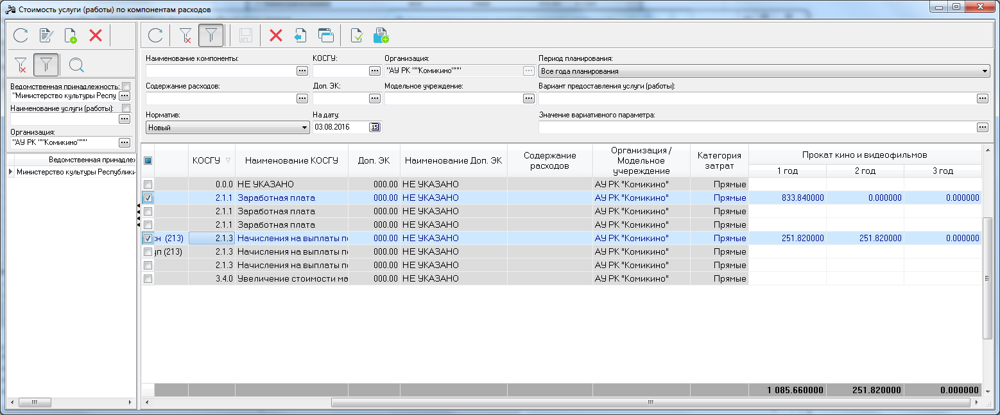 Стоимость услуги (работы) по компонентам расходов
Ведомственная принадлежность:
"Министерство культуры Респу
Наименование услуги (работы):
Организация:
"АУ РК ""Комикино"""
Ведомственная принадлеж
Министерство культуры Республики
Наименование компоненты: КОСГУ: Организация: Период планирования:
"АУ РК ""Комикино""" Все года планирования
Содержание расходов: Доп. ЭК: Модельное учреждение: Вариант предоставления услуги (работы):
Норматив: На дату: Значение вариативного параметра:
Новый 03.08.2016 15
КОСГУ Наименование КОСГУ Доп. ЭК Наименование Доп. ЭК Содержание расходов Организация / Модельное учереждение Категория затрат Прокат кино и видеофильмов
1 год 2 год 3 год
0.0.0 НЕ УКАЗАНО 000.00 НЕ УКАЗАНО АУ РК "Комикино" Прямые
2.1.1 Заработная плата 000.00 НЕ УКАЗАНО АУ РК "Комикино" Прямые 833.840000 0.000000 0.000000
2.1.1 Заработная плата 000.00 НЕ УКАЗАНО АУ РК "Комикино" Прямые
2.1.1 Заработная плата 000.00 НЕ УКАЗАНО АУ РК "Комикино" Прямые
сн (213) 2.1.3 Начисления на выплаты по 000.00 НЕ УКАЗАНО АУ РК "Комикино" Прямые 251.820000 251.820000 0.000000
уп (213) 2.1.3 Начисления на выплаты по 000.00 НЕ УКАЗАНО АУ РК "Комикино" Прямые
2.1.3 Начисления на выплаты по 000.00 НЕ УКАЗАНО АУ РК "Комикино" Прямые
3.4.0 Увеличение стоимости ма 000.00 НЕ УКАЗАНО АУ РК "Комикино" Прямые
1 085.660000 251.820000 0.000000